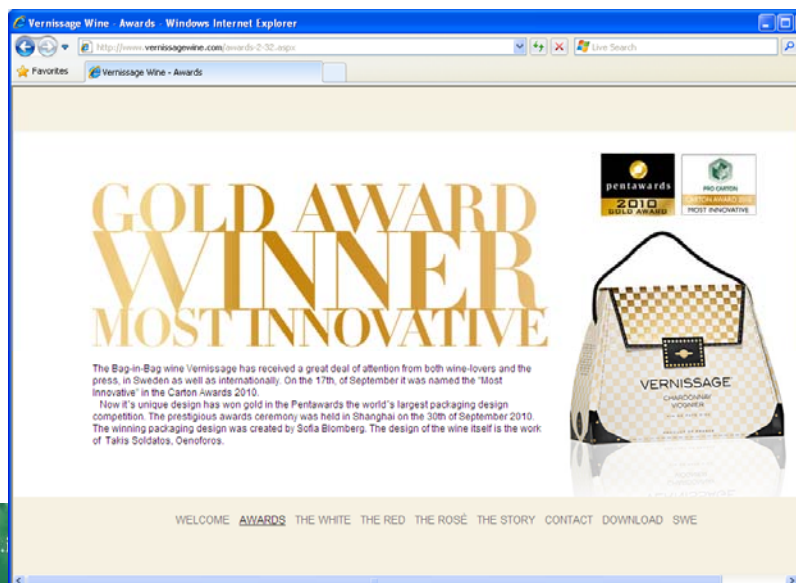 Vernissage Wine - Awards - Windows Internet Explorer
http://www.vernissagewine.com/awards-2-32.aspx
Live Search
Favorites
Vernissage Wine - Awards
pentawards
2010
GOLD AWARD
PRO CARTON
CARTON AWARD 2010
MOST INNOVATIVE
GOLD AWARD
WINNER
MOST INNOVATIVE
The Bag-in-Bag wine Vernissage has received a great deal of attention from both wine-lovers and the
press, in Sweden as well as internationally. On the 17th, of September it was named the "Most
Innovative" in the Carton Awards 2010.
Now it's unique design has won gold in the Pentawards the world's largest packaging design
competition. The prestigious awards ceremony was held in Shanghai on the 30th of September 2010.
The winning packaging design was created by Sofia Blomberg. The design of the wine itself is the work
of Takis Soldatos, Oenoforos.
VERNISSAGE
CHARDONNAY
VIOGNIER
PRODUCT OF FRANCE
WELCOME AWARDS THE WHITE THE RED THE ROSÉ THE STORY CONTACT DOWNLOAD SWE